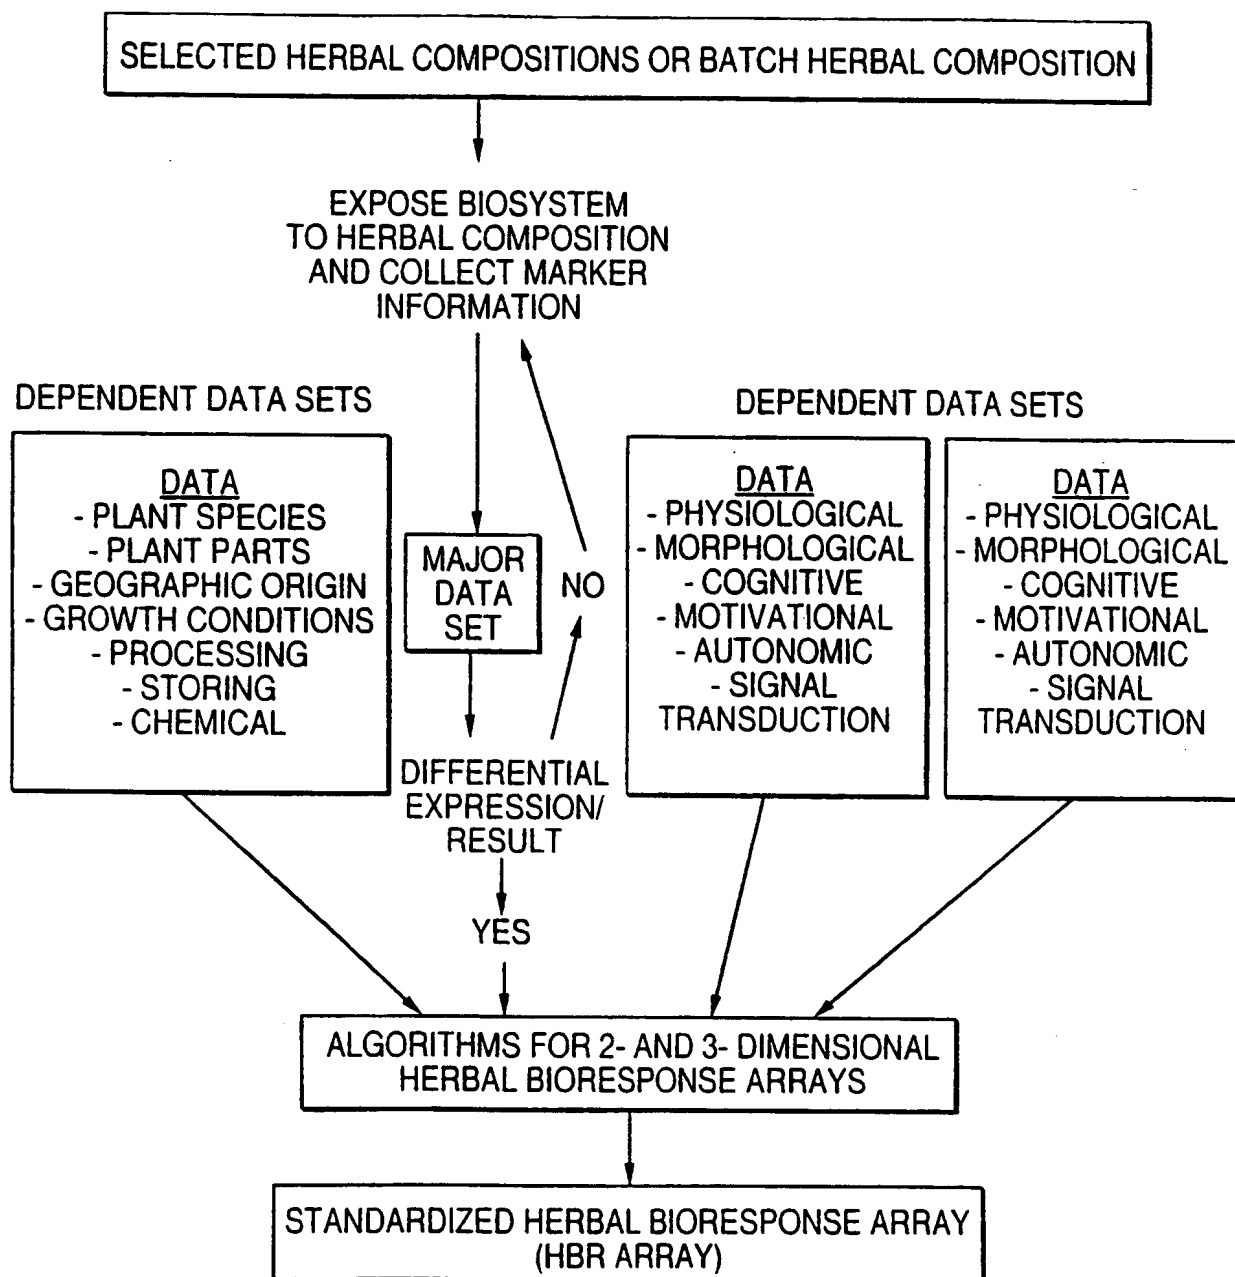 SELECTED HERBAL COMPOSITIONS OR BATCH HERBAL COMPOSITION
EXPOSE BIOSYSTEM
TO HERBAL COMPOSITION
AND COLLECT MARKER
INFORMATION
DEPENDENT DATA SETS
DATA
- PLANT SPECIES
- PLANT PARTS
- GEOGRAPHIC ORIGIN
- GROWTH CONDITIONS
- PROCESSING
- STORING
- CHEMICAL
MAJOR
DATA
SET
NO
DIFFERENTIAL
EXPRESSION/
RESULT
YES
DEPENDENT DATA SETS
DATA
- PHYSIOLOGICAL
- MORPHOLOGICAL
- COGNITIVE
- MOTIVATIONAL
- AUTONOMIC
- SIGNAL
TRANSDUCTION
DATA
- PHYSIOLOGICAL
- MORPHOLOGICAL
- COGNITIVE
- MOTIVATIONAL
- AUTONOMIC
- SIGNAL
TRANSDUCTION
ALGORITHMS FOR 2- AND 3- DIMENSIONAL
HERBAL BIORESPONSE ARRAYS
STANDARDIZED HERBAL BIORESPONSE ARRAY
(HBR ARRAY)